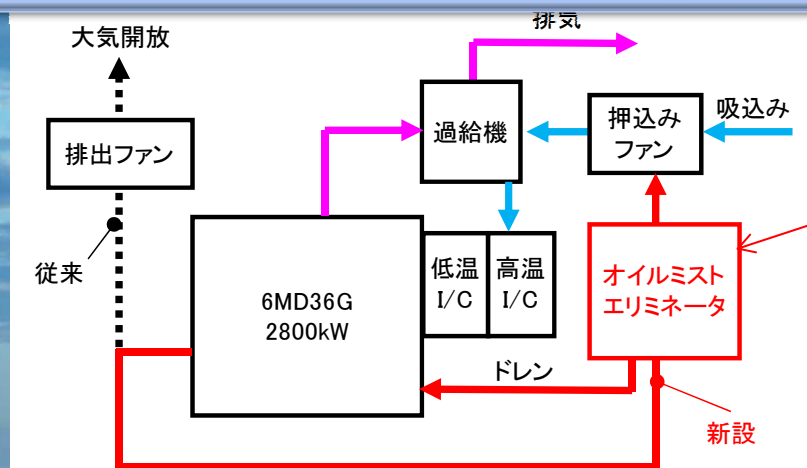 排気
大気開放
過給機
押込み
ファン
吸込み
排出ファン
従来
6MD36G
2800kW
低温
I/C
高温
I/C
オイルミスト
エリミネータ
ドレン
新設